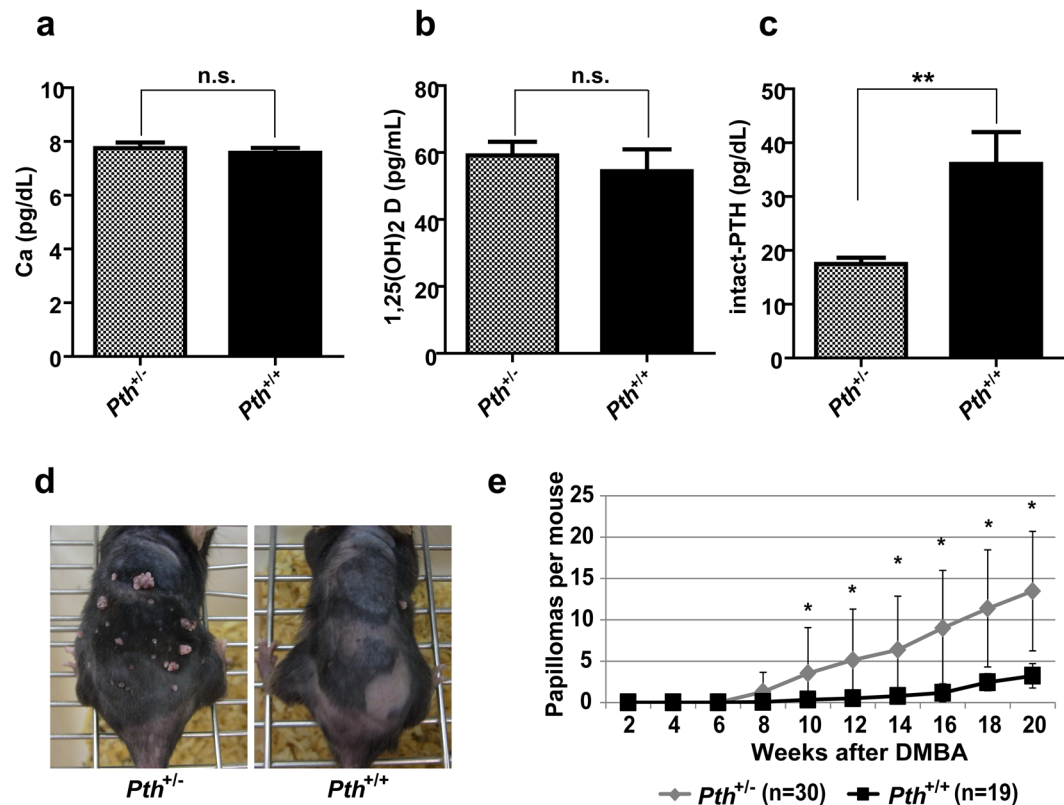 a
n.s.
Ca (pg/dL)
10
8
6
4
2
0
Pth+/-
Pth+/+
b
n.s.
1,25(OH)2 D (pg/mL)
80
60
40
20
0
Pth+/-
Pth+/+
c
**
intact-PTH (pg/dL)
50
40
30
20
10
0
Pth+/-
Pth+/+
d
Pth+/-
Pth+/+
e
Papillomas per mouse
25
20
15
10
5
0
* * * * * *
2 4 6 8 10 12 14 16 18 20
Weeks after DMBA
Pth+/- (n=30) Pth+/+ (n=19)